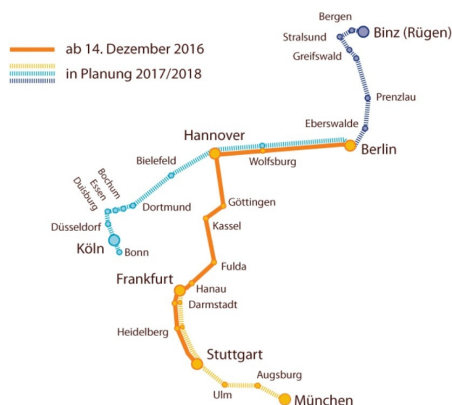 Bergen
Binz (Rügen)
Stralsund
Greifswald
ab 14. Dezember 2016
in Planung 2017/2018
Prenzlau
Eberswalde
Hannover
Berlin
Wolfsburg
Bielefeld
Bochum
Essen
Duisburg
Dortmund
Göttingen
Düsseldorf
Kassel
Köln
Bonn
Fulda
Frankfurt
Hanau
Darmstadt
Heidelberg
Stuttgart
Augsburg
Ulm
München